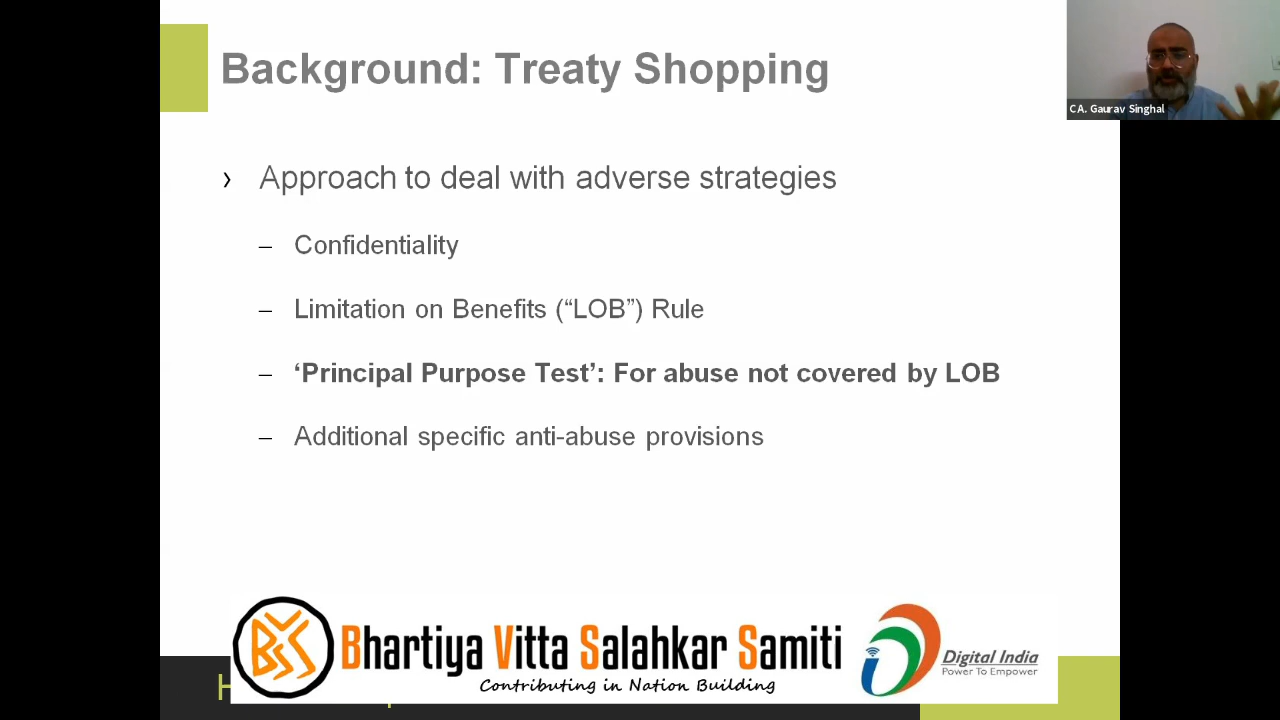 Background: Treaty Shopping
CA. Gaurav Singhal
› Approach to deal with adverse strategies
– Confidentiality
– Limitation on Benefits (“LOB”) Rule
– ‘Principal Purpose Test’: For abuse not covered by LOB
– Additional specific anti-abuse provisions
BVSS
Bhartiya Vitta Salahkar Samiti
Contributing in Nation Building
Digital India
Power To Empower